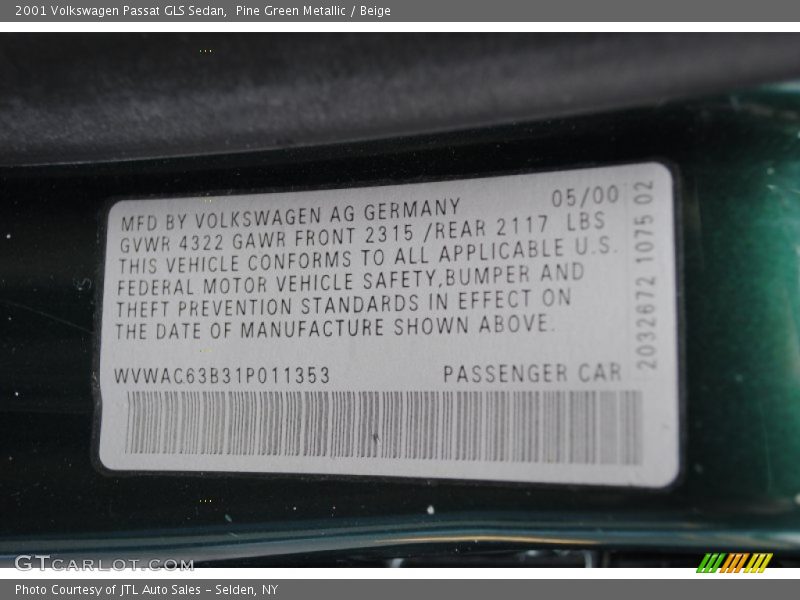 2001 Volkswagen Passat GLS Sedan,  Pine Green Metallic / Beige
MFD BY VOLKSWAGEN AG GERMANY 05/00
GVWR 4322 GAWR FRONT 2315 /REAR 2117 LBS
THIS VEHICLE CONFORMS TO ALL APPLICABLE U.S.
FEDERAL MOTOR VEHICLE SAFETY,BUMPER AND
THEFT PREVENTION STANDARDS IN EFFECT ON
THE DATE OF MANUFACTURE SHOWN ABOVE.
WVWAC63B31P011353 PASSENGER CAR
2032672 1075 02
GTCARLOT.COM
Photo Courtesy of JTL Auto Sales - Selden, NY